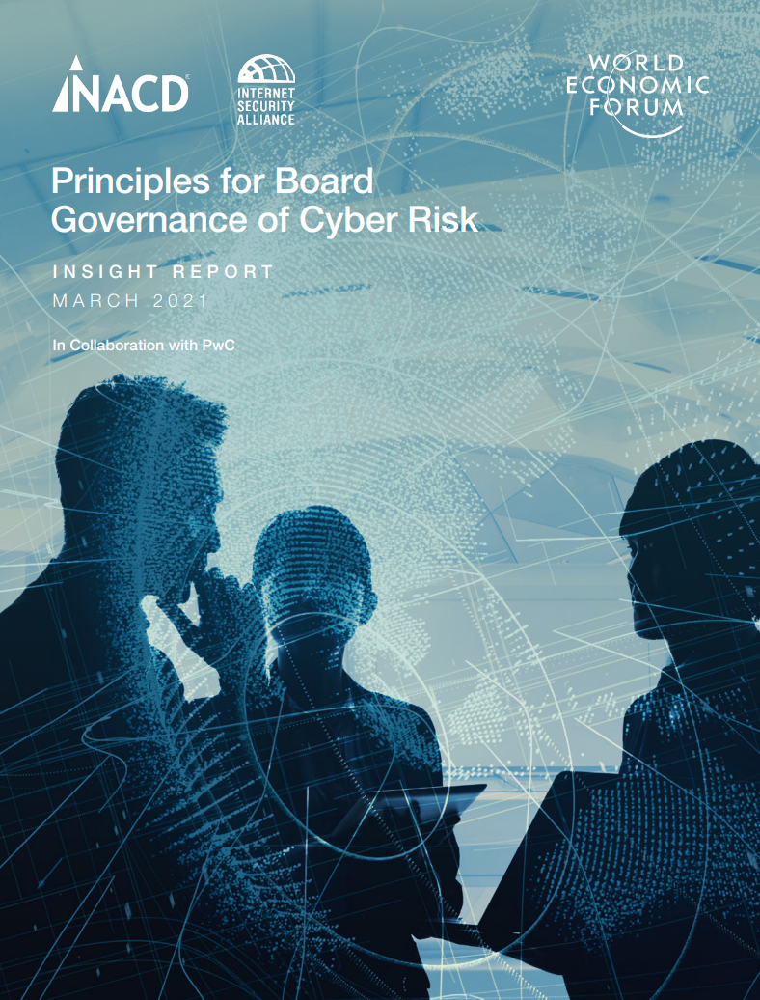 NACD
INTERNET
SECURITY
ALLIANCE
WORLD
ECONOMIC
FORUM
Principles for Board
Governance of Cyber Risk
INSIGHT REPORT
MARCH 2021
In Collaboration with PwC